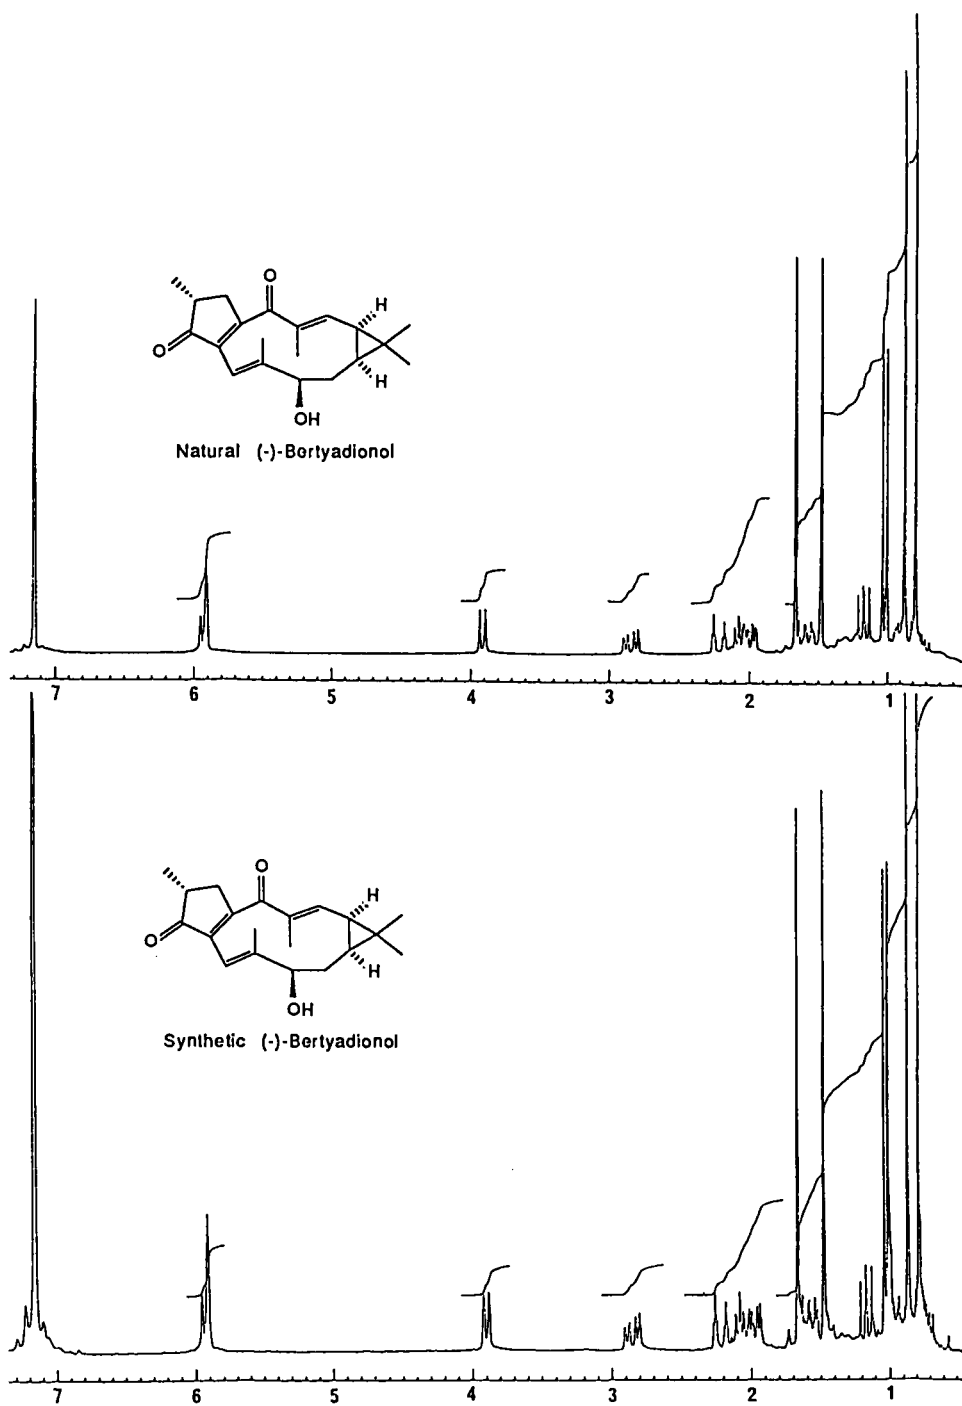 O
H
O
H
OH
Natural (-)-Bertyadionol
7 6 5 4 3 2 1
O
H
O
H
OH
Synthetic (-)-Bertyadionol
7 6 5 4 3 2 1